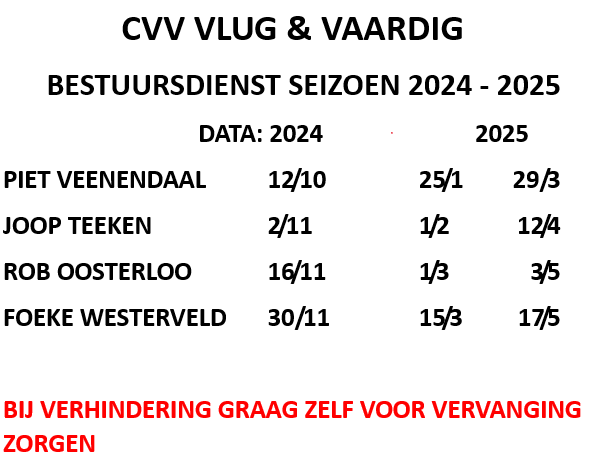 CVV VLUG & VAARDIG
BESTUURSDIENST SEIZOEN 2024 - 2025
DATA: 2024 2025
PIET VEENENDAAL 12/10 25/1 29/3
JOOP TEEKEN 2/11 1/2 12/4
ROB OOSTERLOO 16/11 1/3 3/5
FOEKE WESTERVELD 30/11 15/3 17/5
BIJ VERHINDERING GRAAG ZELF VOOR VERVANGING
ZORGEN